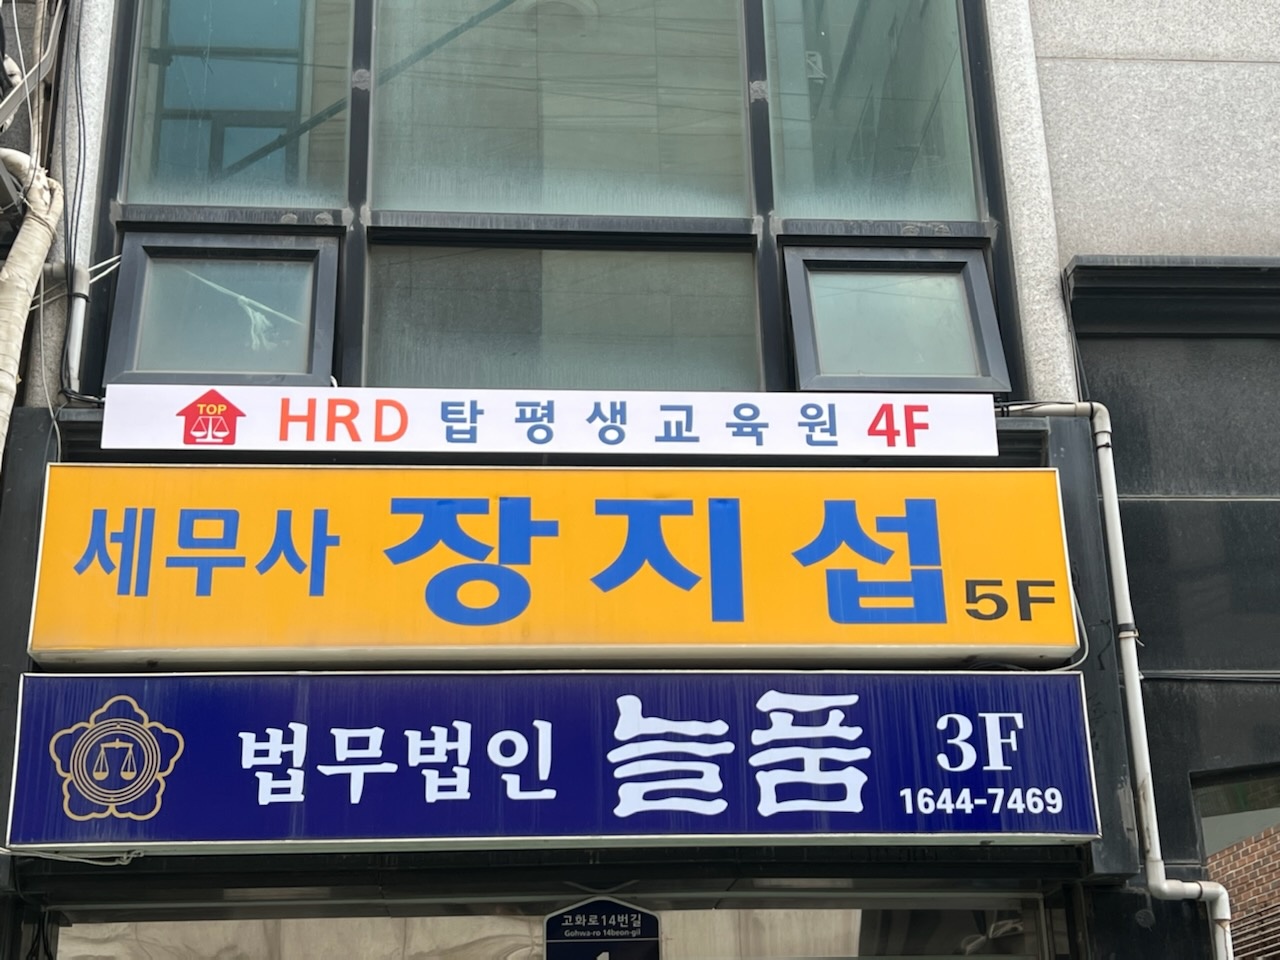 TOP HRD 탑평생교육원 4F
세무사 장지섭 5F
법무법인 늘품 3F
1644-7469
고화로14번길
Gohwa-ro 14beon-gil